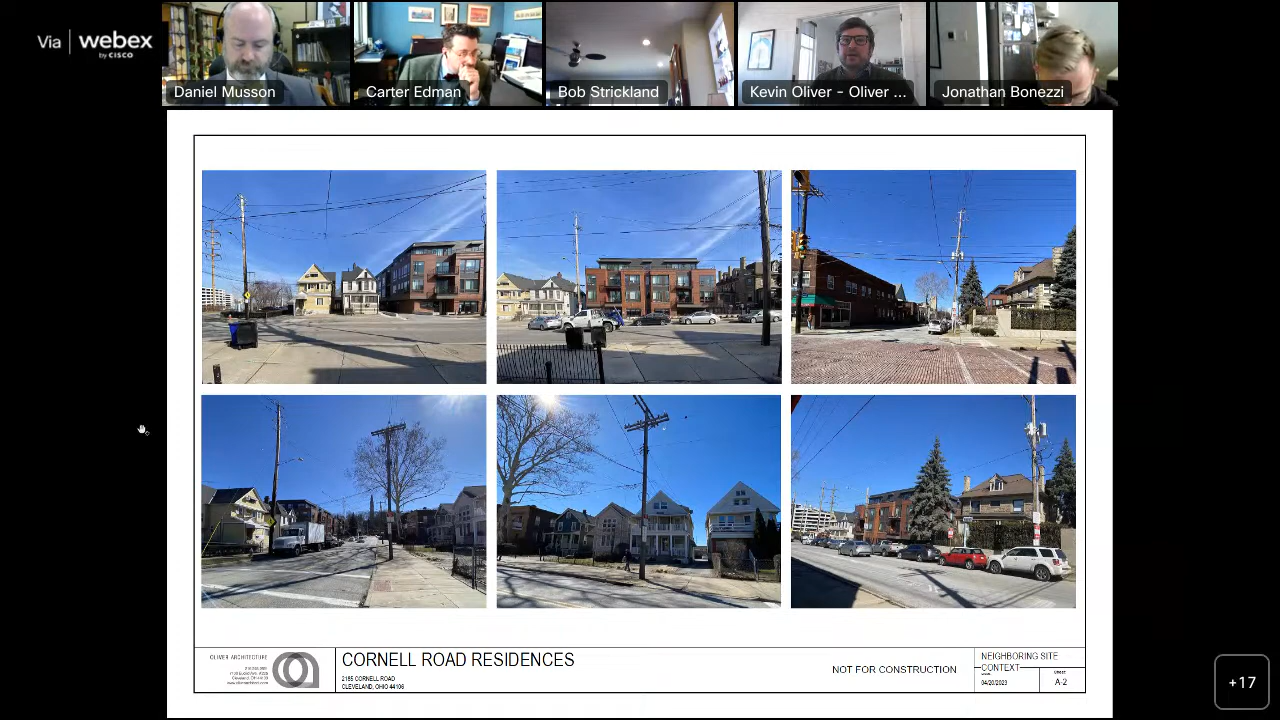 Via webex
by CISCO
Daniel Musson
Carter Edman
Bob Strickland
Kevin Oliver - Oliver ...
Jonathan Bonezzi
OLIVER ARCHITECTURE
CORNELL ROAD RESIDENCES
2185 CORNELL ROAD
CLEVELAND, OHIO 44106
NOT FOR CONSTRUCTION
NEIGHBORING SITE
CONTEXT
04/20/2023
Sheet
A-2
+17